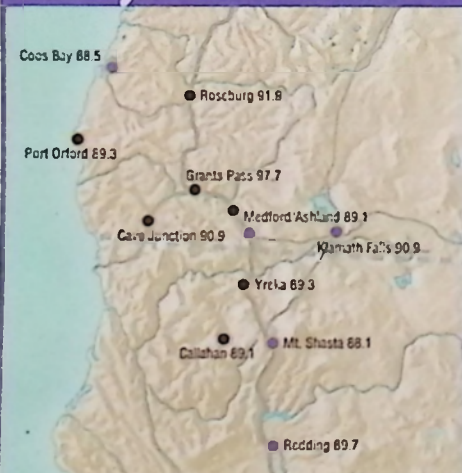 Coos Bay 88.5
Roseburg 91.9
Port Orford 89.3
Grants Pass 97.7
Medford/Ashland 89.1
Cave Junction 90.9
Klamath Falls 90.9
Yreka 89.3
Callahan 89.1
Mt. Shasta 88.1
Redding 89.7